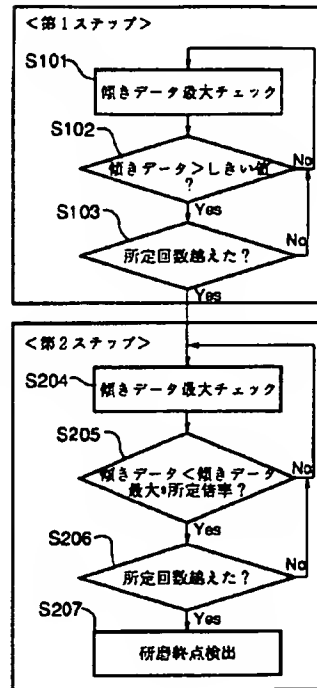 <第1ステップ>
S101
傾きデータ最大チェック
S102
傾きデータ>しきい値
?
No
Yes
S103
所定回数越えた?
No
Yes
<第2ステップ>
S204
傾きデータ最大チェック
S205
傾きデータ<傾きデータ
最大*所定倍率?
No
Yes
S206
所定回数越えた?
No
Yes
S207
研磨終点検出